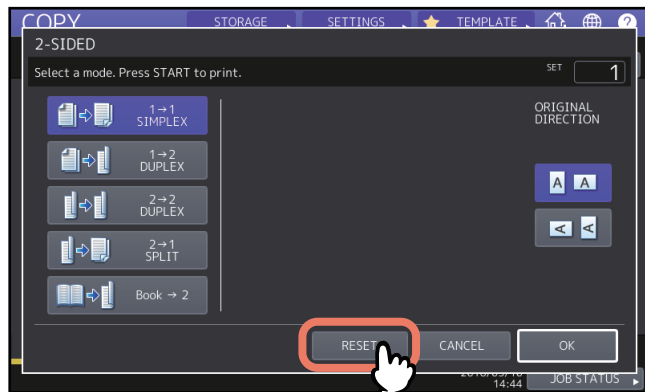 COPY
STORAGE
SETTINGS
TEMPLATE
?
2-SIDED
Select a mode. Press START to print.
SET 1
1→1
SIMPLEX
1→2
DUPLEX
2→2
DUPLEX
2→1
SPLIT
Book → 2
ORIGINAL
DIRECTION
A A
A A
RESET
CANCEL
OK
14:44
JOB STATUS